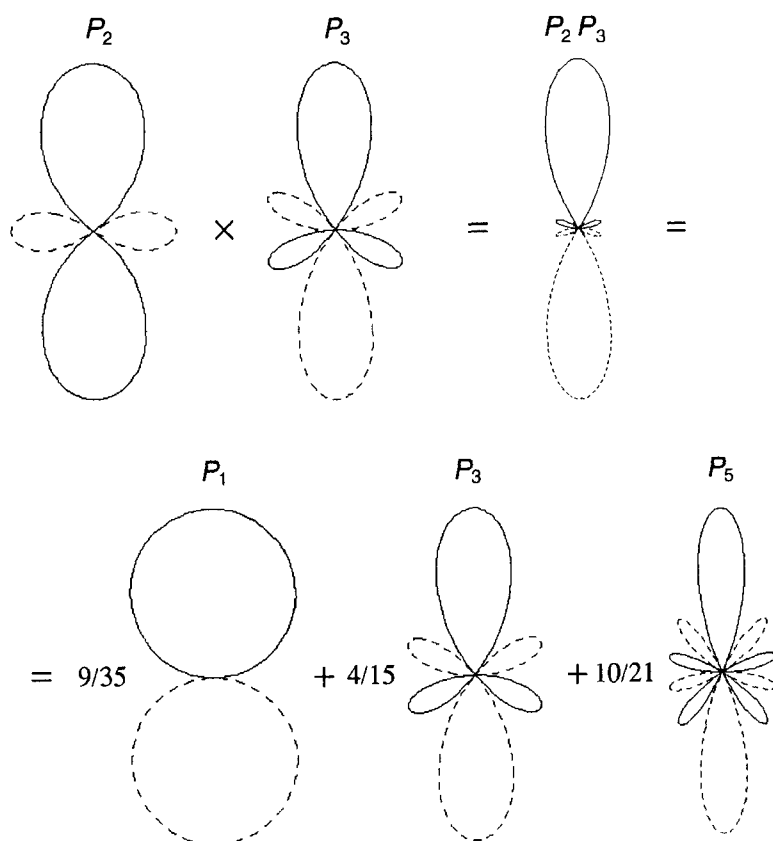 P₂ P₃ P₂ P₃
× = =
P₁ P₃ P₅
= 9/35 + 4/15 + 10/21